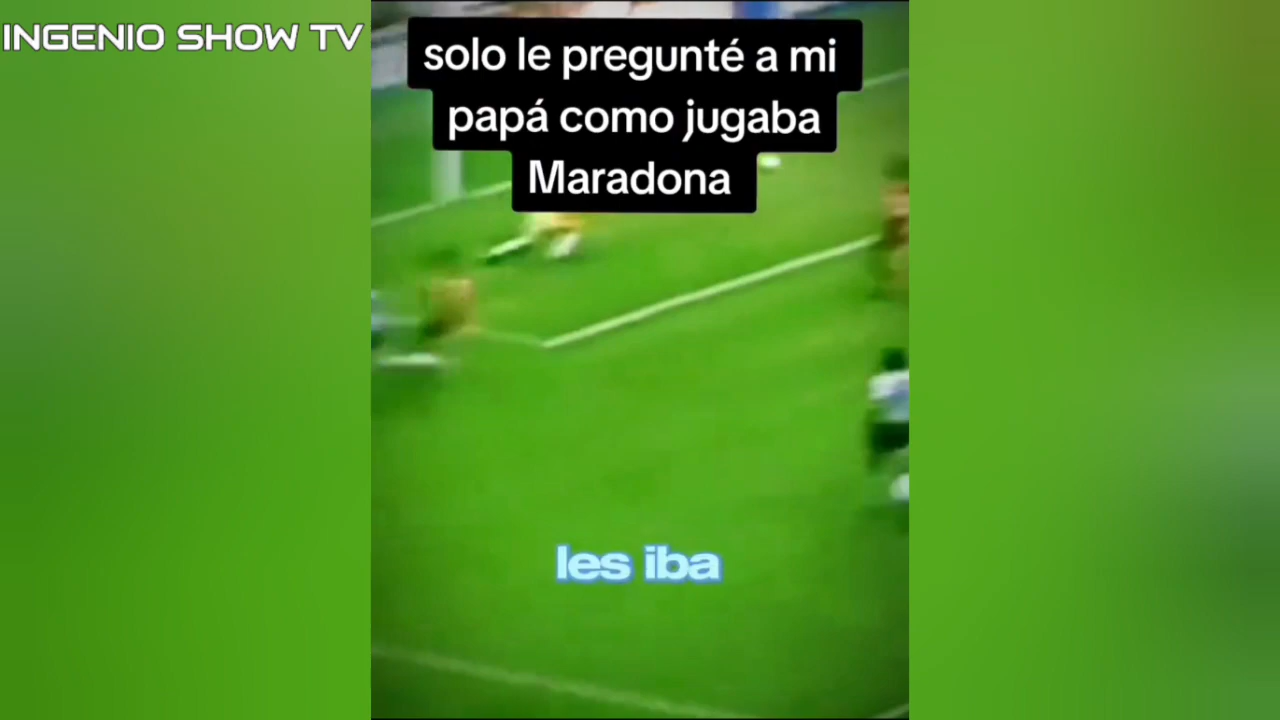 INGENIO SHOW TV
solo le pregunté a mi
papá como jugaba
Maradona
les iba